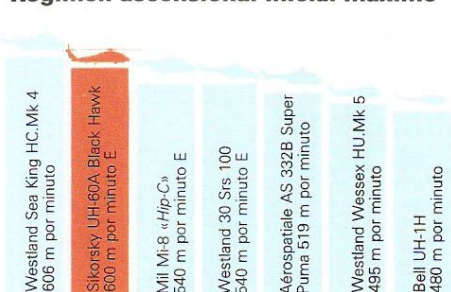 Régimen ascensional inicial máximo
Westland Sea King HC.Mk 4
606 m por minuto
Sikorsky UH-60A Black Hawk
600 m por minuto E
Mil Mi-8 «Hip-C»
540 m por minuto E
Westland 30 Srs 100
540 m por minuto E
Aérospatiale AS 332B Super
Puma 519 m por minuto
Westland Wessex HU.Mk 5
495 m por minuto
Bell UH-1H
480 m por minuto